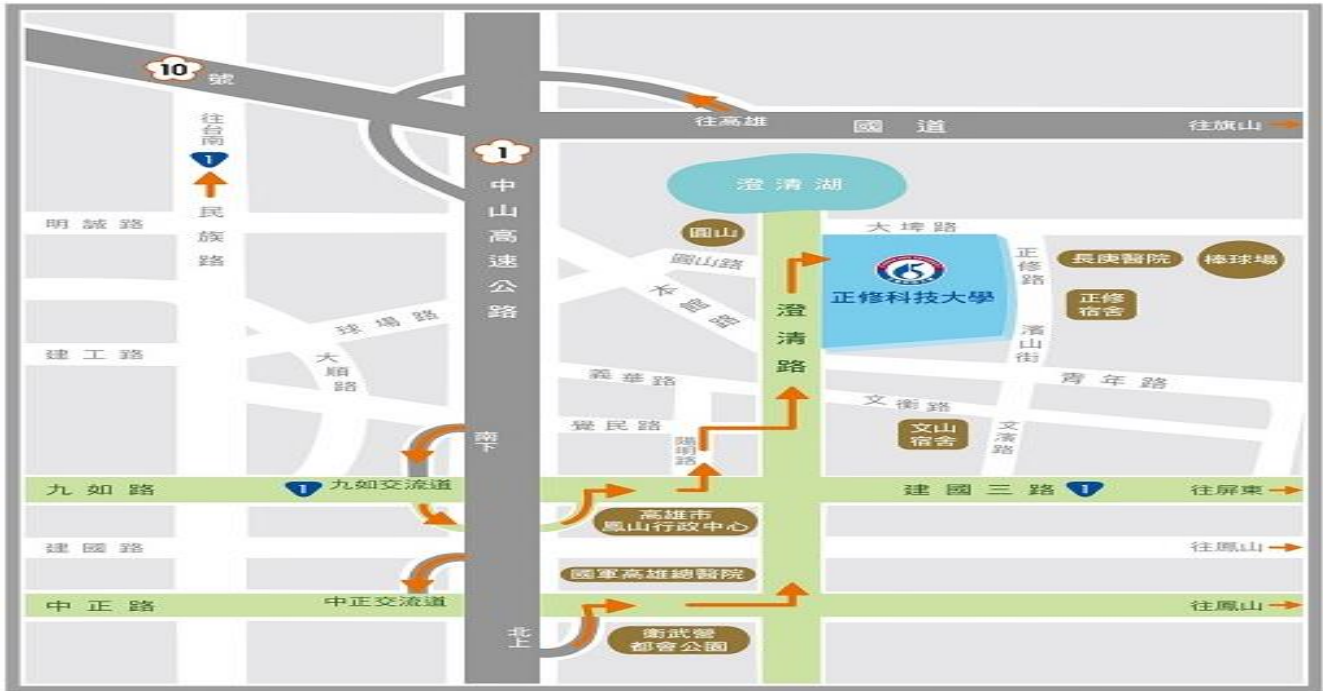 10 號
往台南
1
民族路
1
中山高速公路
往高雄
國道
往旗山
澄清湖
明誠路
圓山
圓山路
本館路
大埤路
正修路
長庚醫院
棒球場
正修科技大學
正修
宿舍
球場路
澄清路
濱山街
建工路
大順路
義華路
青年路
文衡路
覺民路
陽明路
文山
宿舍
文濱路
南下
九如路
1
九如交流道
建國三路
1
往屏東
高雄市
鳳山行政中心
建國路
往鳳山
國軍高雄總醫院
中正路
中正交流道
往鳳山
北上
衛武營
都會公園